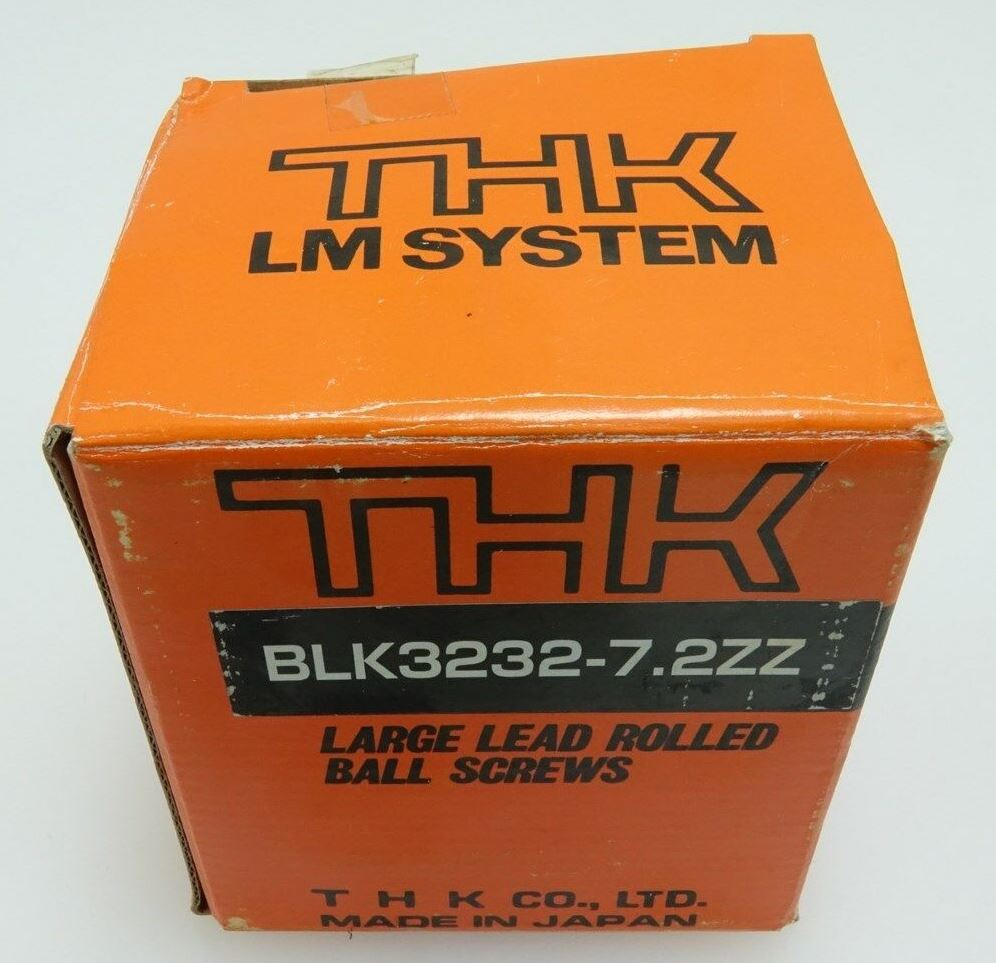 THK
LM SYSTEM
THK
BLK3232-7.2ZZ
LARGE LEAD ROLLED
BALL SCREWS
T H K CO., LTD.
MADE IN JAPAN